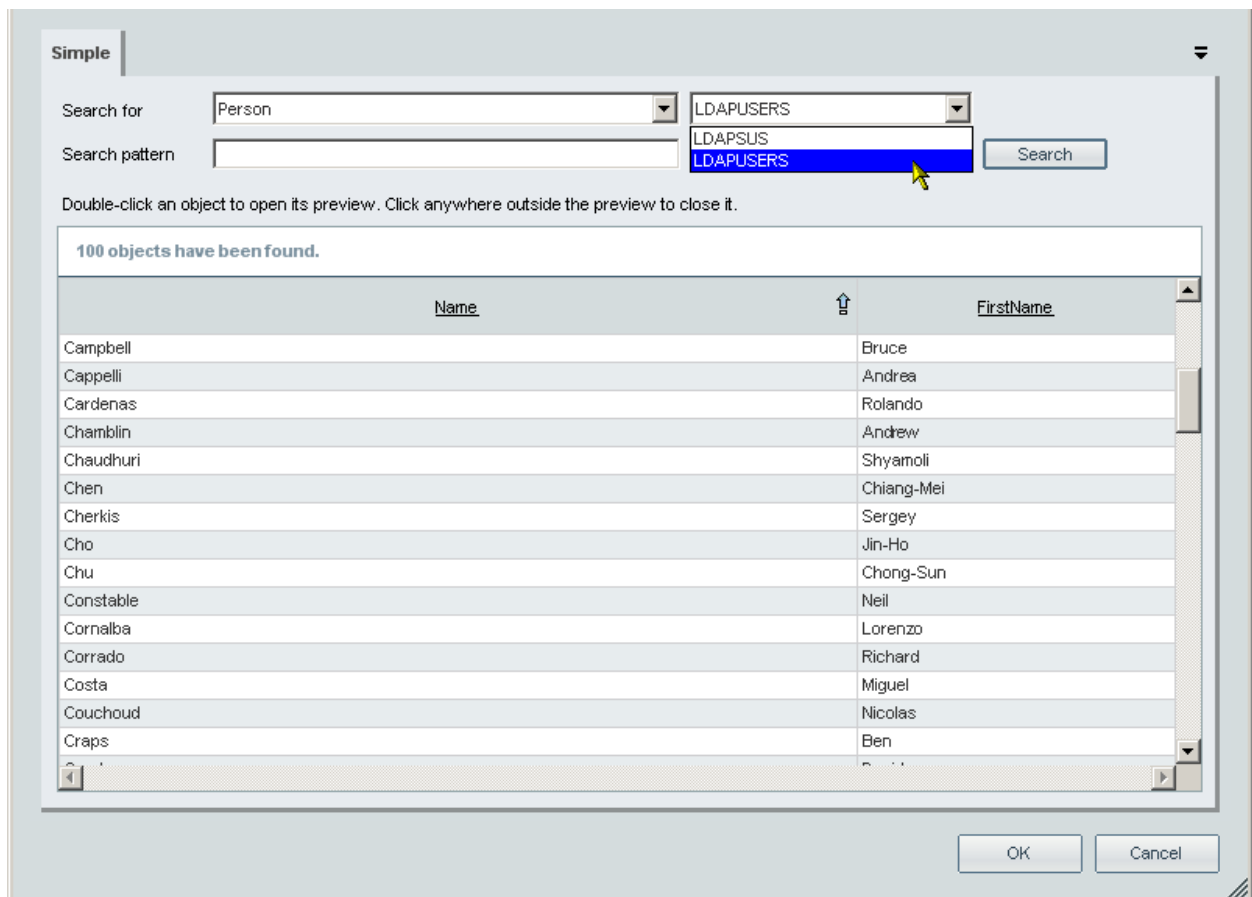 Simple
Search for Person LDAPUSERS
LDAPSUS
Search pattern LDAPUSERS Search
Double-click an object to open its preview. Click anywhere outside the preview to close it.
100 objects have been found.
Name FirstName
Campbell Bruce
Cappelli Andrea
Cardenas Rolando
Chamblin Andrew
Chaudhuri Shyamoli
Chen Chiang-Mei
Cherkis Sergey
Cho Jin-Ho
Chu Chong-Sun
Constable Neil
Cornalba Lorenzo
Corrado Richard
Costa Miguel
Couchoud Nicolas
Craps Ben
OK Cancel